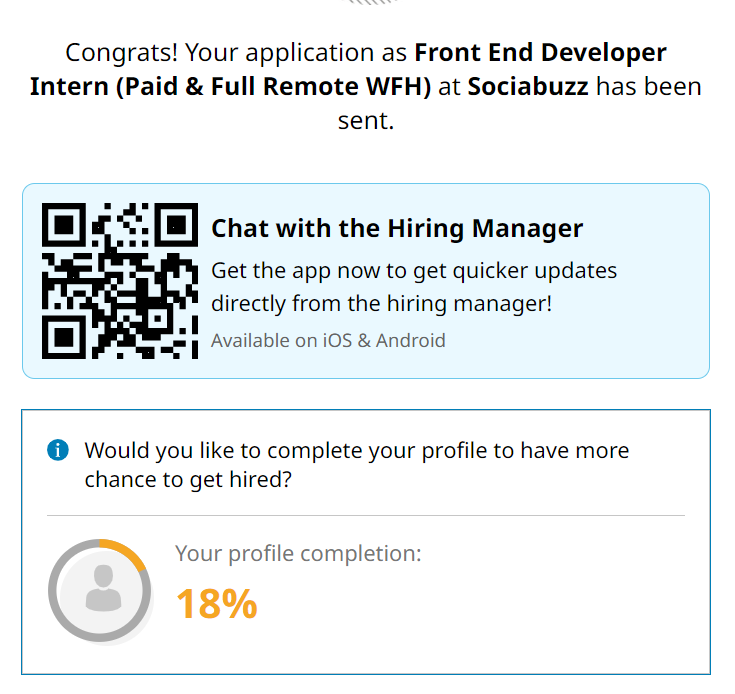 Congrats! Your application as Front End Developer
Intern (Paid & Full Remote WFH) at Sociabuzz has been
sent.
Chat with the Hiring Manager
Get the app now to get quicker updates
directly from the hiring manager!
Available on iOS & Android
Would you like to complete your profile to have more
chance to get hired?
Your profile completion:
18%